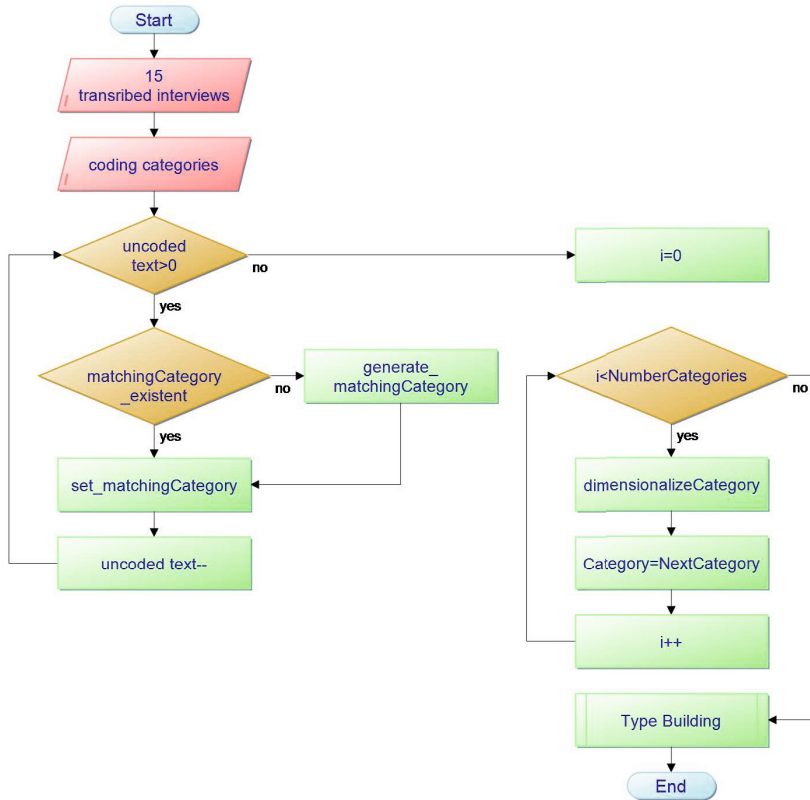 Start
15
transribed interviews
coding categories
uncoded
text>0
no
yes
matchingCategory
_existent
no
yes
generate_
matchingCategory
set_matchingCategory
uncoded text--
i=0
i<NumberCategories
no
yes
dimensionalizeCategory
Category=NextCategory
i++
Type Building
End